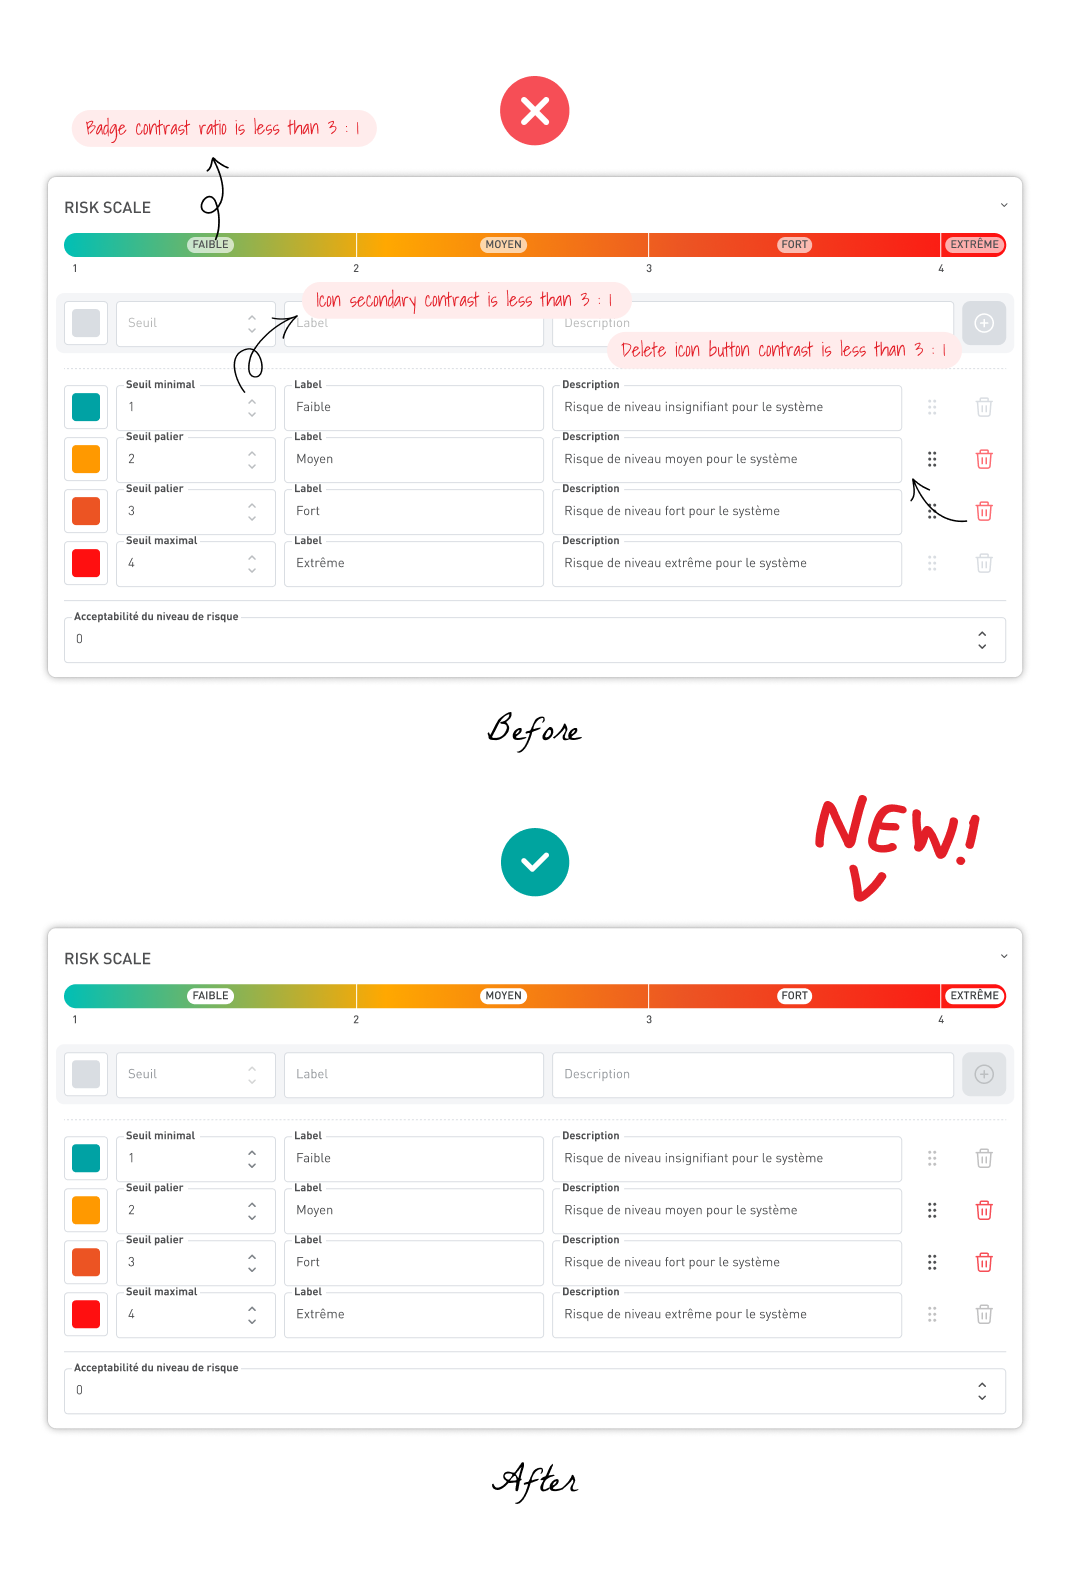 Badge contrast ratio is less than 3 : 1
RISK SCALE
FAIBLE MOYEN FORT EXTRÊME
1 2 3 4
Icon secondary contrast is less than 3 : 1
Seuil Label Description
Delete icon button contrast is less than 3 : 1
Seuil minimal Label Description
1 Faible Risque de niveau insignifiant pour le système
Seuil palier Label Description
2 Moyen Risque de niveau moyen pour le système
Seuil palier Label Description
3 Fort Risque de niveau fort pour le système
Seuil maximal Label Description
4 Extrême Risque de niveau extrême pour le système
Acceptabilité du niveau de risque
0
Before
NEW!
RISK SCALE
FAIBLE MOYEN FORT EXTRÊME
1 2 3 4
Seuil Label Description
Seuil minimal Label Description
1 Faible Risque de niveau insignifiant pour le système
Seuil palier Label Description
2 Moyen Risque de niveau moyen pour le système
Seuil palier Label Description
3 Fort Risque de niveau fort pour le système
Seuil maximal Label Description
4 Extrême Risque de niveau extrême pour le système
Acceptabilité du niveau de risque
0
After